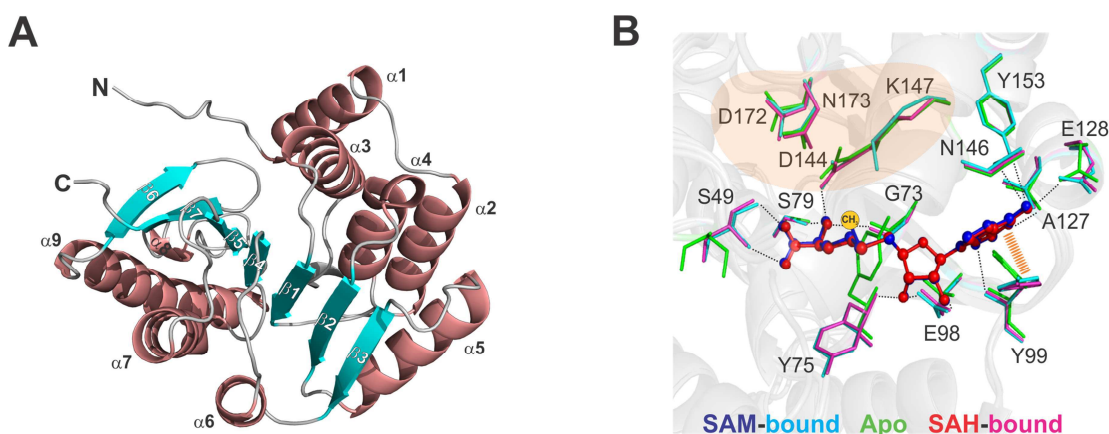 A
N
α1
α3
α4
C
β6
β7
β5
β4
α2
α9
β1
β2
β3
α7
α5
α6
B
K147
Y153
D172
N173
E128
D144
N146
S49
S79
G73
CH3
A127
E98
Y75
Y99
SAM-bound Apo SAH-bound